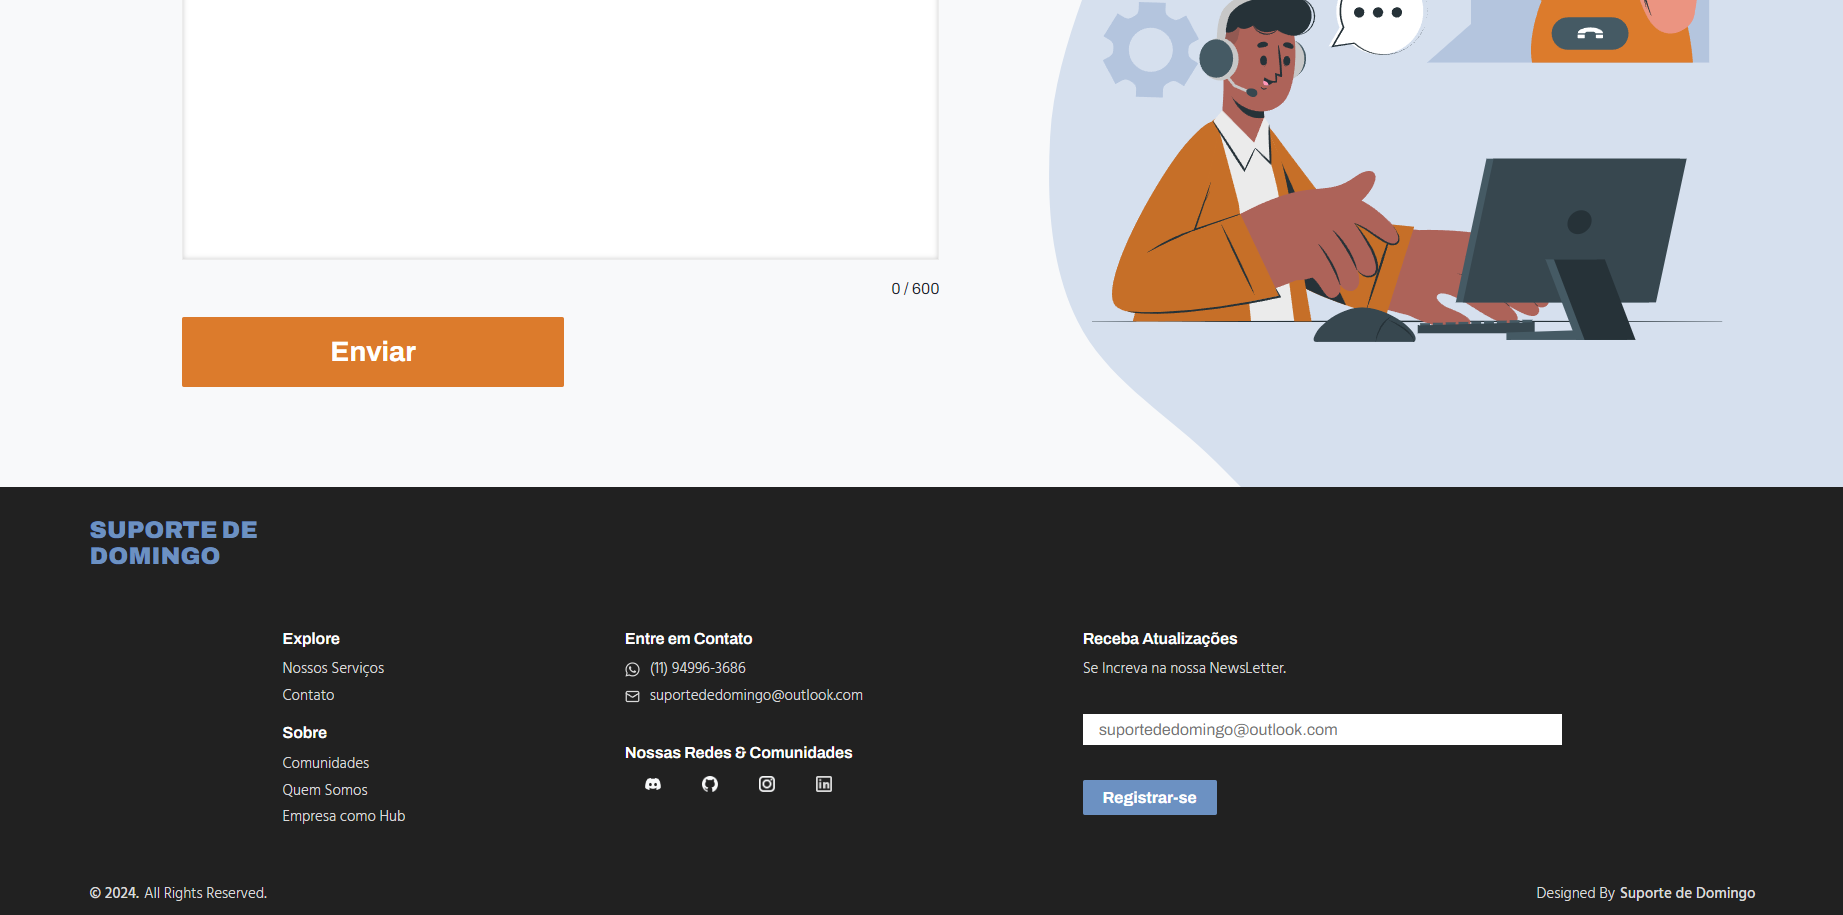 0 / 600
Enviar
SUPORTE DE
DOMINGO
Explore
Nossos Serviços
Contato
Sobre
Comunidades
Quem Somos
Empresa como Hub
Entre em Contato
(11) 94996-3686
suportededomingo@outlook.com
Nossas Redes & Comunidades
Receba Atualizações
Se Increva na nossa NewsLetter.
suportededomingo@outlook.com
Registrar-se
© 2024. All Rights Reserved.
Designed By Suporte de Domingo